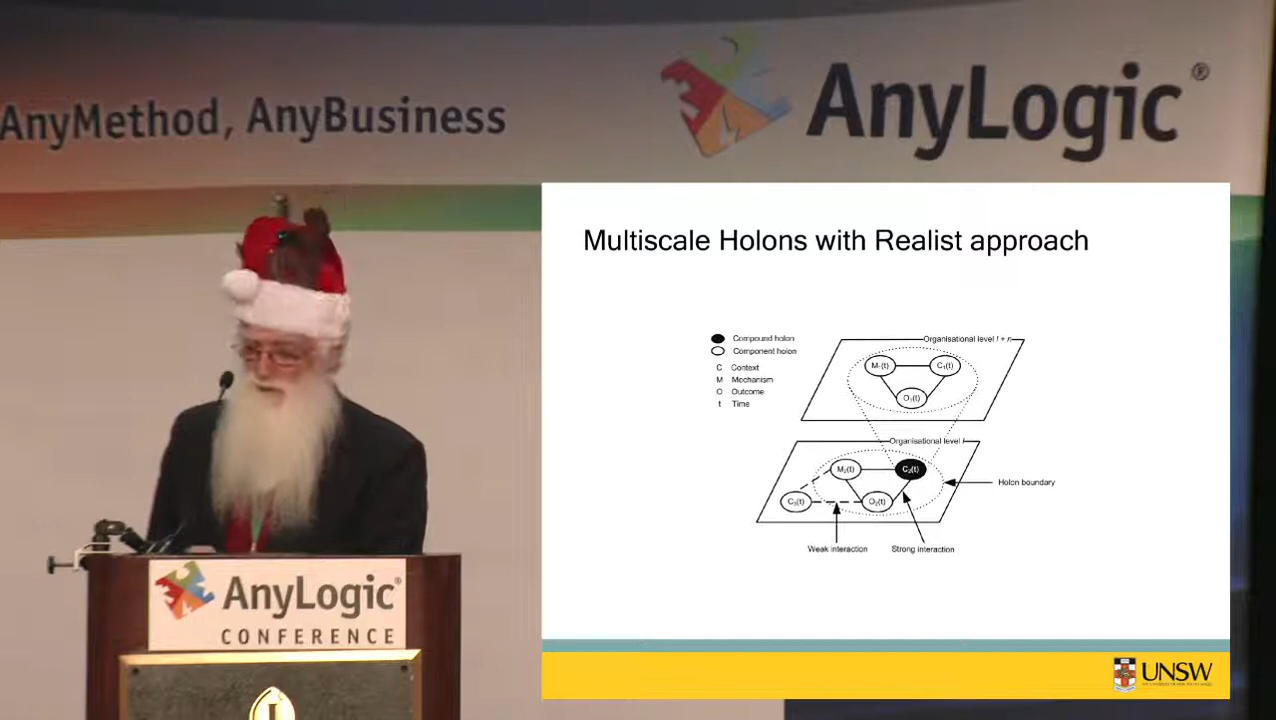 AnyMethod, AnyBusiness
AnyLogic®
Multiscale Holons with Realist approach
Compound holon
Component holon
C Context
M Mechanism
O Outcome
t Time
Organisational level l + n
M₁(t)
C₁(t)
O₁(t)
Organisational level l
M₂(t)
C₂(t)
C₃(t)
O₂(t)
Holon boundary
Weak interaction
Strong interaction
AnyLogic®
CONFERENCE
UNSW